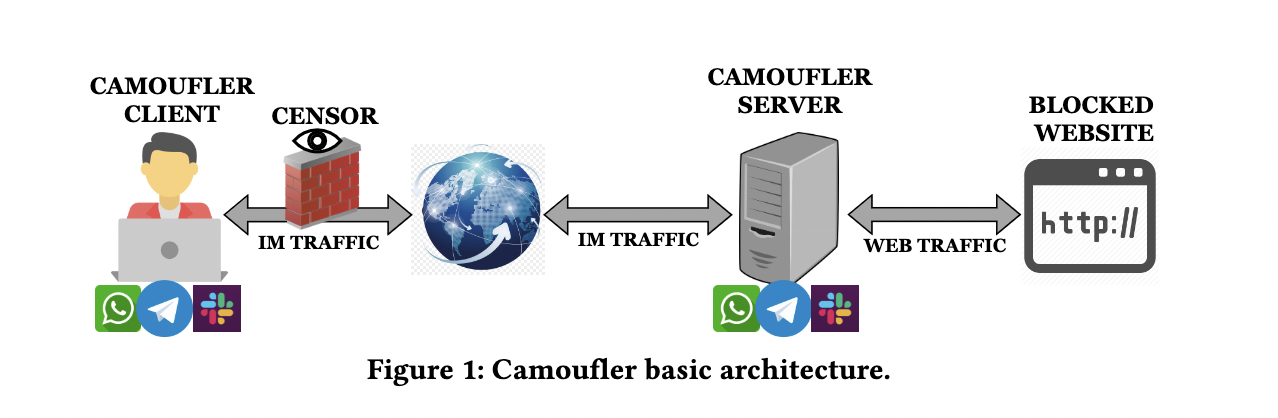 CAMOUFLER
CLIENT
CENSOR
IM TRAFFIC
IM TRAFFIC
CAMOUFLER
SERVER
WEB TRAFFIC
BLOCKED
WEBSITE
http://
Figure 1: Camoufler basic architecture.